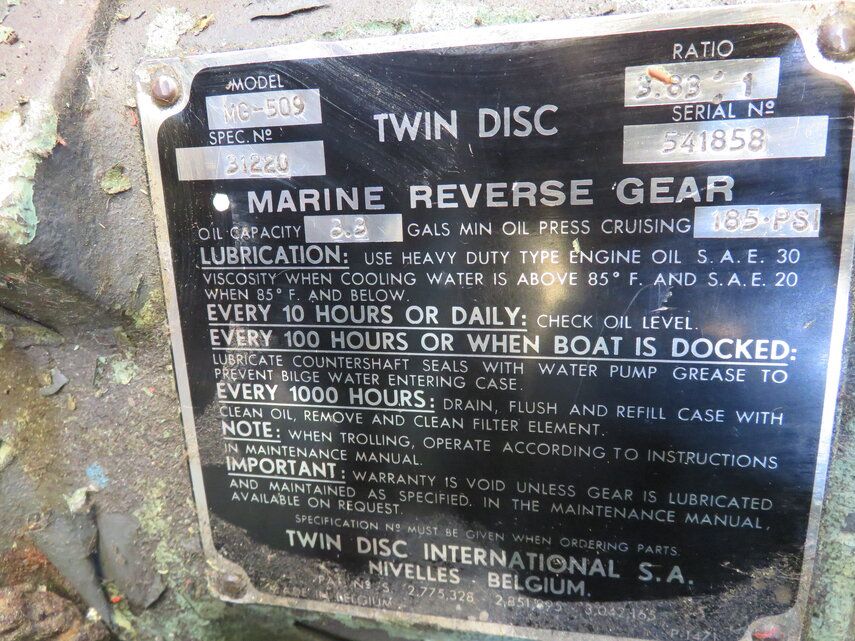 MODEL
MG-509
SPEC. Nº
31220
TWIN DISC
RATIO
3.83 : 1
SERIAL Nº
541858
MARINE REVERSE GEAR
OIL CAPACITY 3.3 GALS MIN OIL PRESS CRUISING 185·PSI
LUBRICATION: USE HEAVY DUTY TYPE ENGINE OIL S.A.E. 30
VISCOSITY WHEN COOLING WATER IS ABOVE 85° F. AND S.A.E. 20
WHEN 85° F. AND BELOW.
EVERY 10 HOURS OR DAILY: CHECK OIL LEVEL.
EVERY 100 HOURS OR WHEN BOAT IS DOCKED:
LUBRICATE COUNTERSHAFT SEALS WITH WATER PUMP GREASE TO
PREVENT BILGE WATER ENTERING CASE.
EVERY 1000 HOURS: DRAIN, FLUSH AND REFILL CASE WITH
CLEAN OIL, REMOVE AND CLEAN FILTER ELEMENT.
NOTE: WHEN TROLLING, OPERATE ACCORDING TO INSTRUCTIONS
IN MAINTENANCE MANUAL.
IMPORTANT: WARRANTY IS VOID UNLESS GEAR IS LUBRICATED
AND MAINTAINED AS SPECIFIED. IN THE MAINTENANCE MANUAL,
AVAILABLE ON REQUEST.
SPECIFICATION Nº MUST BE GIVEN WHEN ORDERING PARTS.
TWIN DISC INTERNATIONAL S.A.
NIVELLES - BELGIUM.
2,775,328
MADE IN BELGIUM